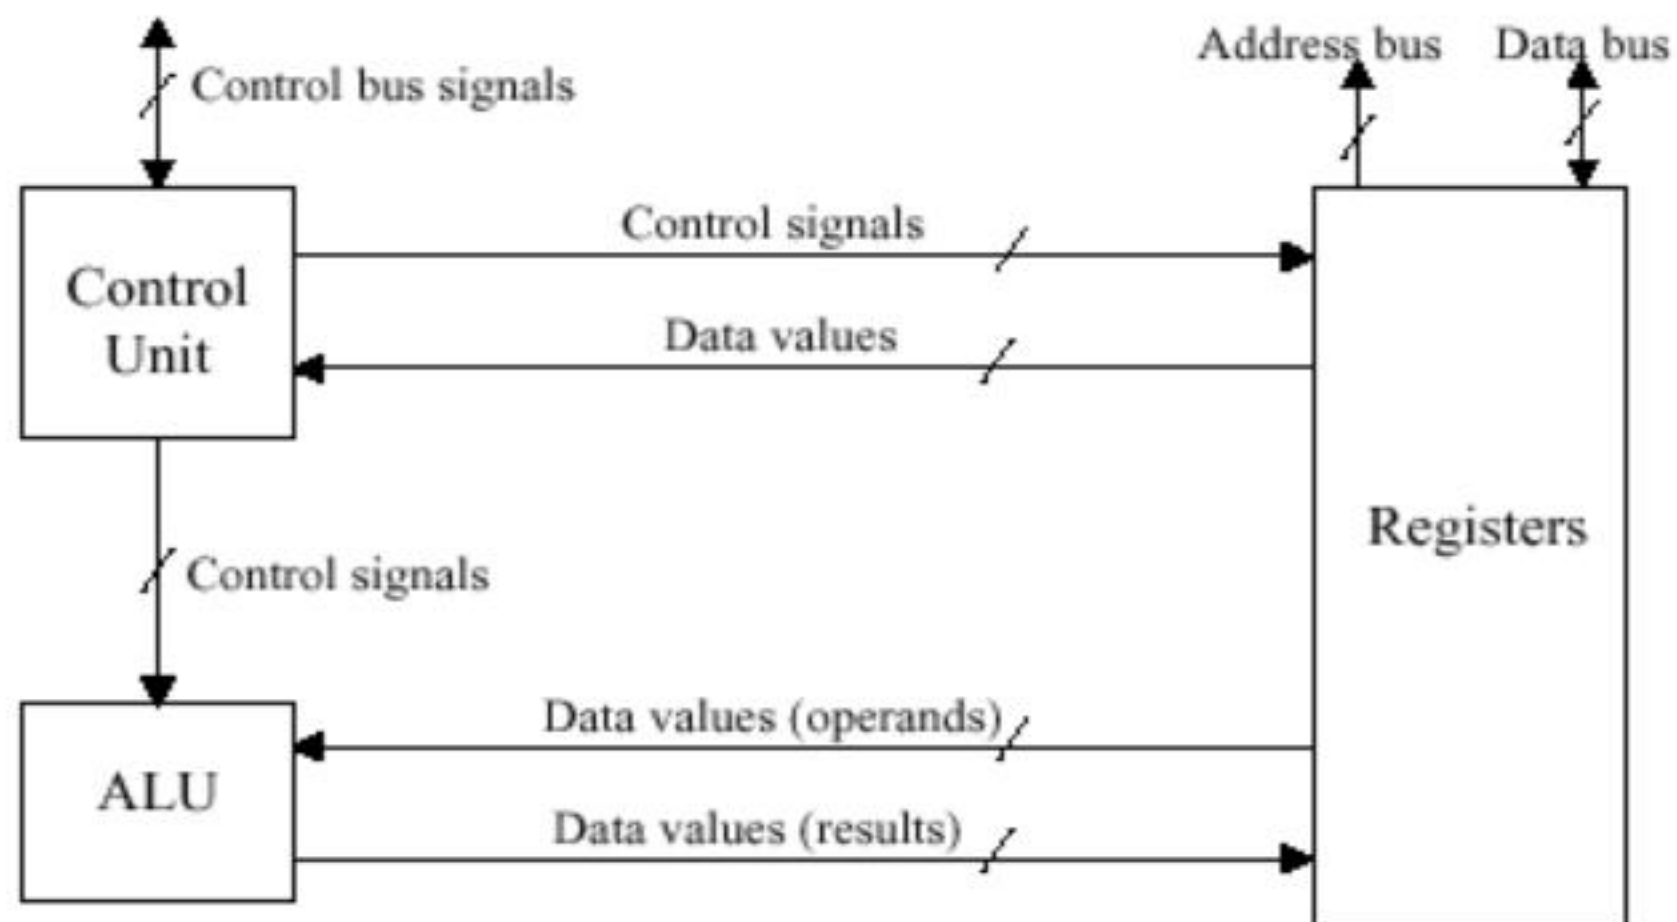 Address bus
Data bus
Control bus signals
Control signals
Control
Unit
Data values
Registers
Control signals
Data values (operands)
ALU
Data values (results)